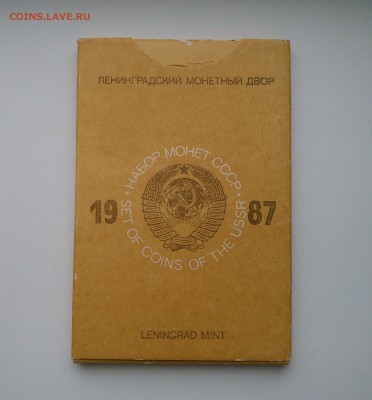 COINS.LAVE.RU
ЛЕНИНГРАДСКИЙ МОНЕТНЫЙ ДВОР
19 87
• НАБОР МОНЕТ СССР •
SET OF COINS OF THE USSR
LENINGRAD MINT